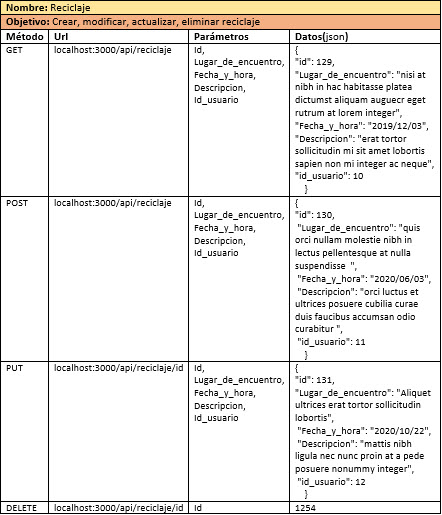 Nombre: Reciclaje
Objetivo: Crear, modificar, actualizar, eliminar reciclaje
Método Url Parámetros Datos(json)
GET localhost:3000/api/reciclaje Id,
Lugar_de_encuentro,
Fecha_y_hora,
Descripcion,
Id_usuario
{
"id": 129,
"Lugar_de_encuentro": "nisi at
nibh in hac habitasse platea
dictumst aliquam auguecr eget
rutrum at lorem integer",
"Fecha_y_hora": "2019/12/03",
"Descripcion": "erat tortor
sollicitudin mi sit amet lobortis
sapien non mi integer ac neque",
"id_usuario": 10
}
POST localhost:3000/api/reciclaje Id,
Lugar_de_encuentro,
Fecha_y_hora,
Descripcion,
Id_usuario
{
"id": 130,
"Lugar_de_encuentro": "quis
orci nullam molestie nibh in
lectus pellentesque at nulla
suspendisse ",
"Fecha_y_hora": "2020/06/03",
"Descripcion": "orci luctus et
ultrices posuere cubilia curae
duis faucibus accumsan odio
curabitur ",
"id_usuario": 11
}
PUT localhost:3000/api/reciclaje/id Id,
Lugar_de_encuentro,
Fecha_y_hora,
Descripcion,
Id_usuario
{
"id": 131,
"Lugar_de_encuentro": "Aliquet
ultrices erat tortor sollicitudin
lobortis",
"Fecha_y_hora": "2020/10/22",
"Descripcion": "mattis nibh
ligula nec nunc proin at a pede
posuere nonummy integer",
"id_usuario": 12
}
DELETE localhost:3000/api/reciclaje/id Id 1254